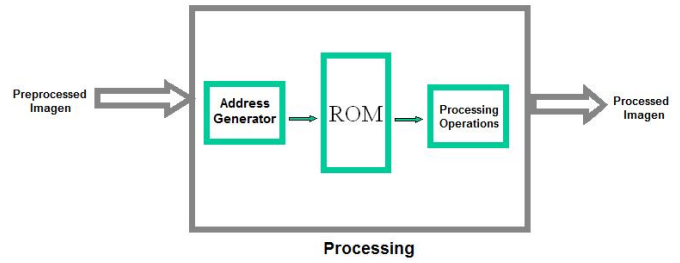 Preprocessed
Imagen
Address
Generator
ROM
Processing
Operations
Processed
Imagen
Processing